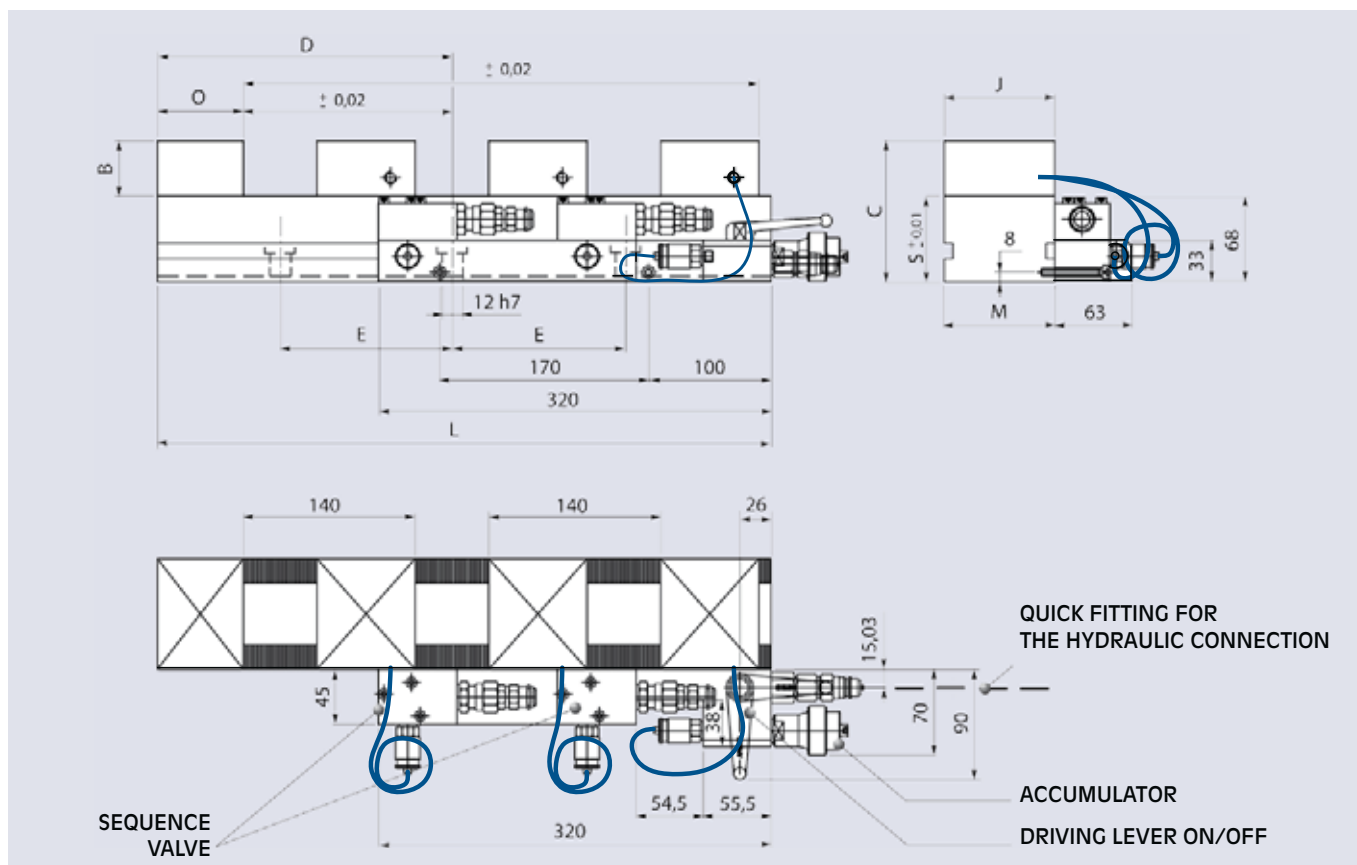 D
± 0,02
O
± 0,02
B
12 h7
E
E
170
100
320
L
J
C
S ± 0,01
8
68
33
M
63
140
140
26
QUICK FITTING FOR
THE HYDRAULIC CONNECTION
15,03
45
38
70
90
54,5
55,5
ACCUMULATOR
SEQUENCE
VALVE
320
DRIVING LEVER ON/OFF